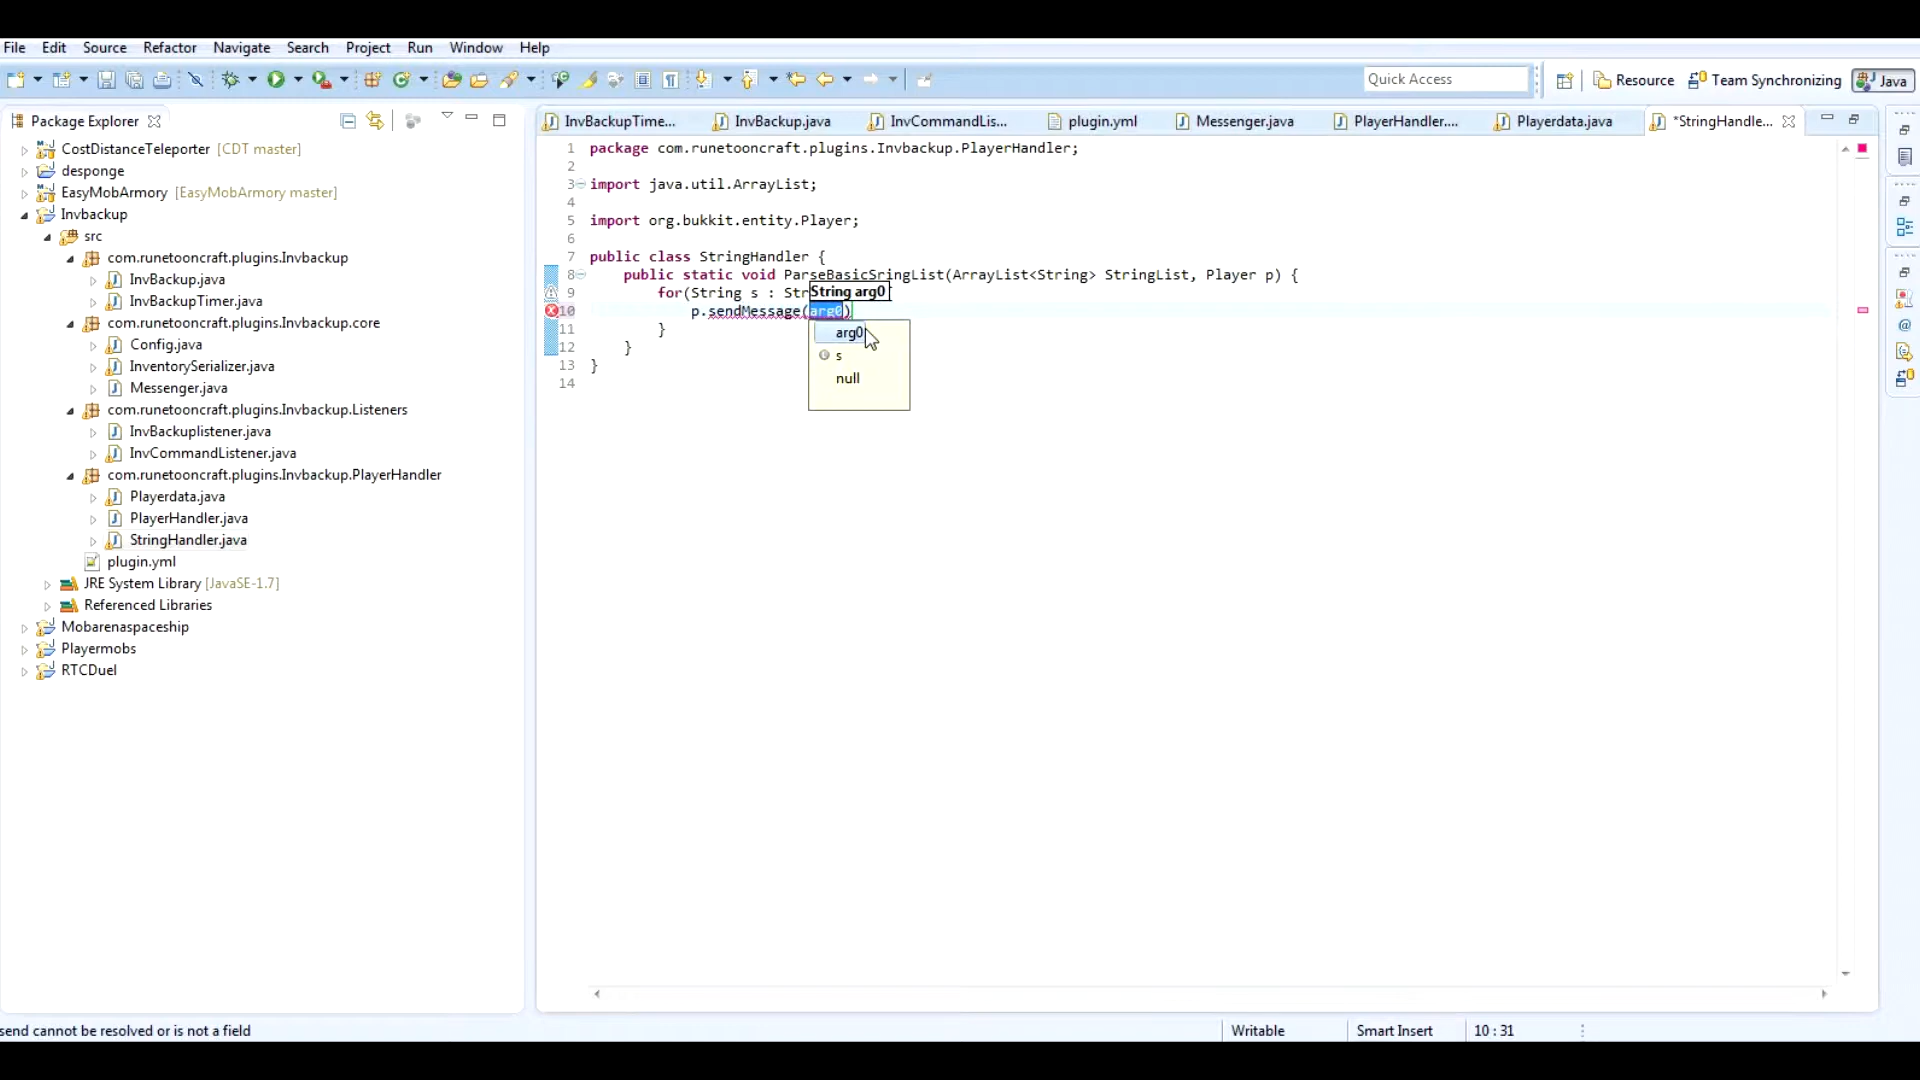 File Edit Source Refactor Navigate Search Project Run Window Help
Quick Access Resource Team Synchronizing Java
Package Explorer
CostDistanceTeleporter [CDT master]
desponge
EasyMobArmory [EasyMobArmory master]
Invbackup
src
com.runetooncraft.plugins.Invbackup
InvBackup.java
InvBackupTimer.java
com.runetooncraft.plugins.Invbackup.core
Config.java
InventorySerializer.java
Messenger.java
com.runetooncraft.plugins.Invbackup.Listeners
InvBackuplistener.java
InvCommandListener.java
com.runetooncraft.plugins.Invbackup.PlayerHandler
Playerdata.java
PlayerHandler.java
StringHandler.java
plugin.yml
JRE System Library [JavaSE-1.7]
Referenced Libraries
Mobarenaspaceship
Playermobs
RTCDuel
InvBackupTime... InvBackup.java InvCommandLis... plugin.yml Messenger.java PlayerHandler.... Playerdata.java *StringHandle...
1 package com.runetooncraft.plugins.Invbackup.PlayerHandler;
2
3 import java.util.ArrayList;
4
5 import org.bukkit.entity.Player;
6
7 public class StringHandler {
8 public static void ParseBasicSringList(ArrayList<String> StringList, Player p) {
9 for(String s : Str
String arg0
10 p.sendMessage(arg0)
11 }
12 }
13 }
14
arg0
s
null
send cannot be resolved or is not a field Writable Smart Insert 10 : 31